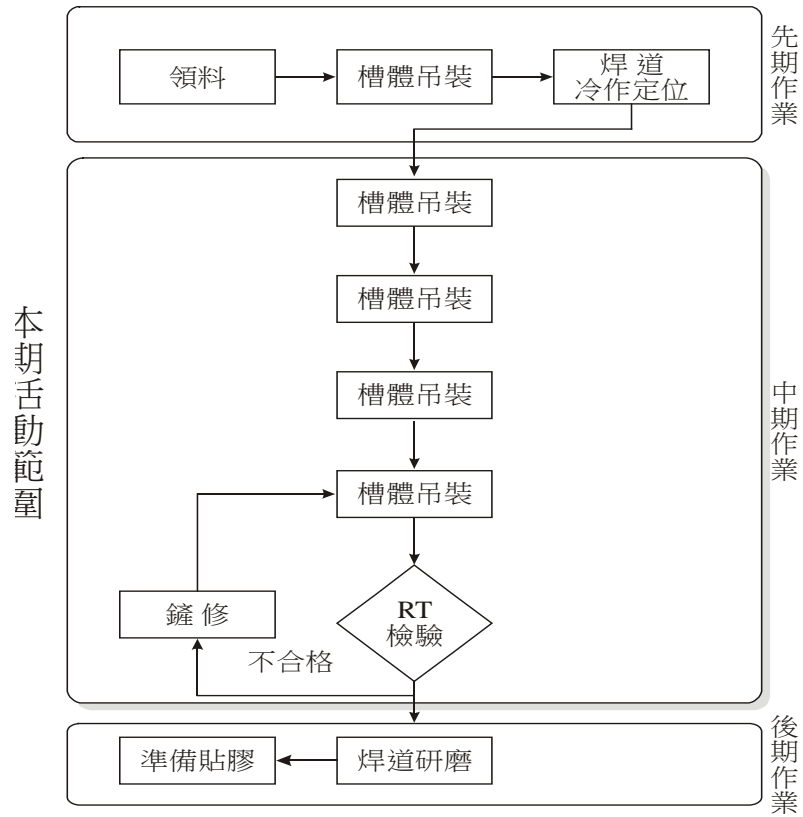 先期作業
領料
槽體吊裝
焊道
冷作定位
本期活動範圍
中期作業
槽體吊裝
槽體吊裝
槽體吊裝
槽體吊裝
RT
檢驗
鏟修
不合格
後期作業
準備貼膠
焊道研磨